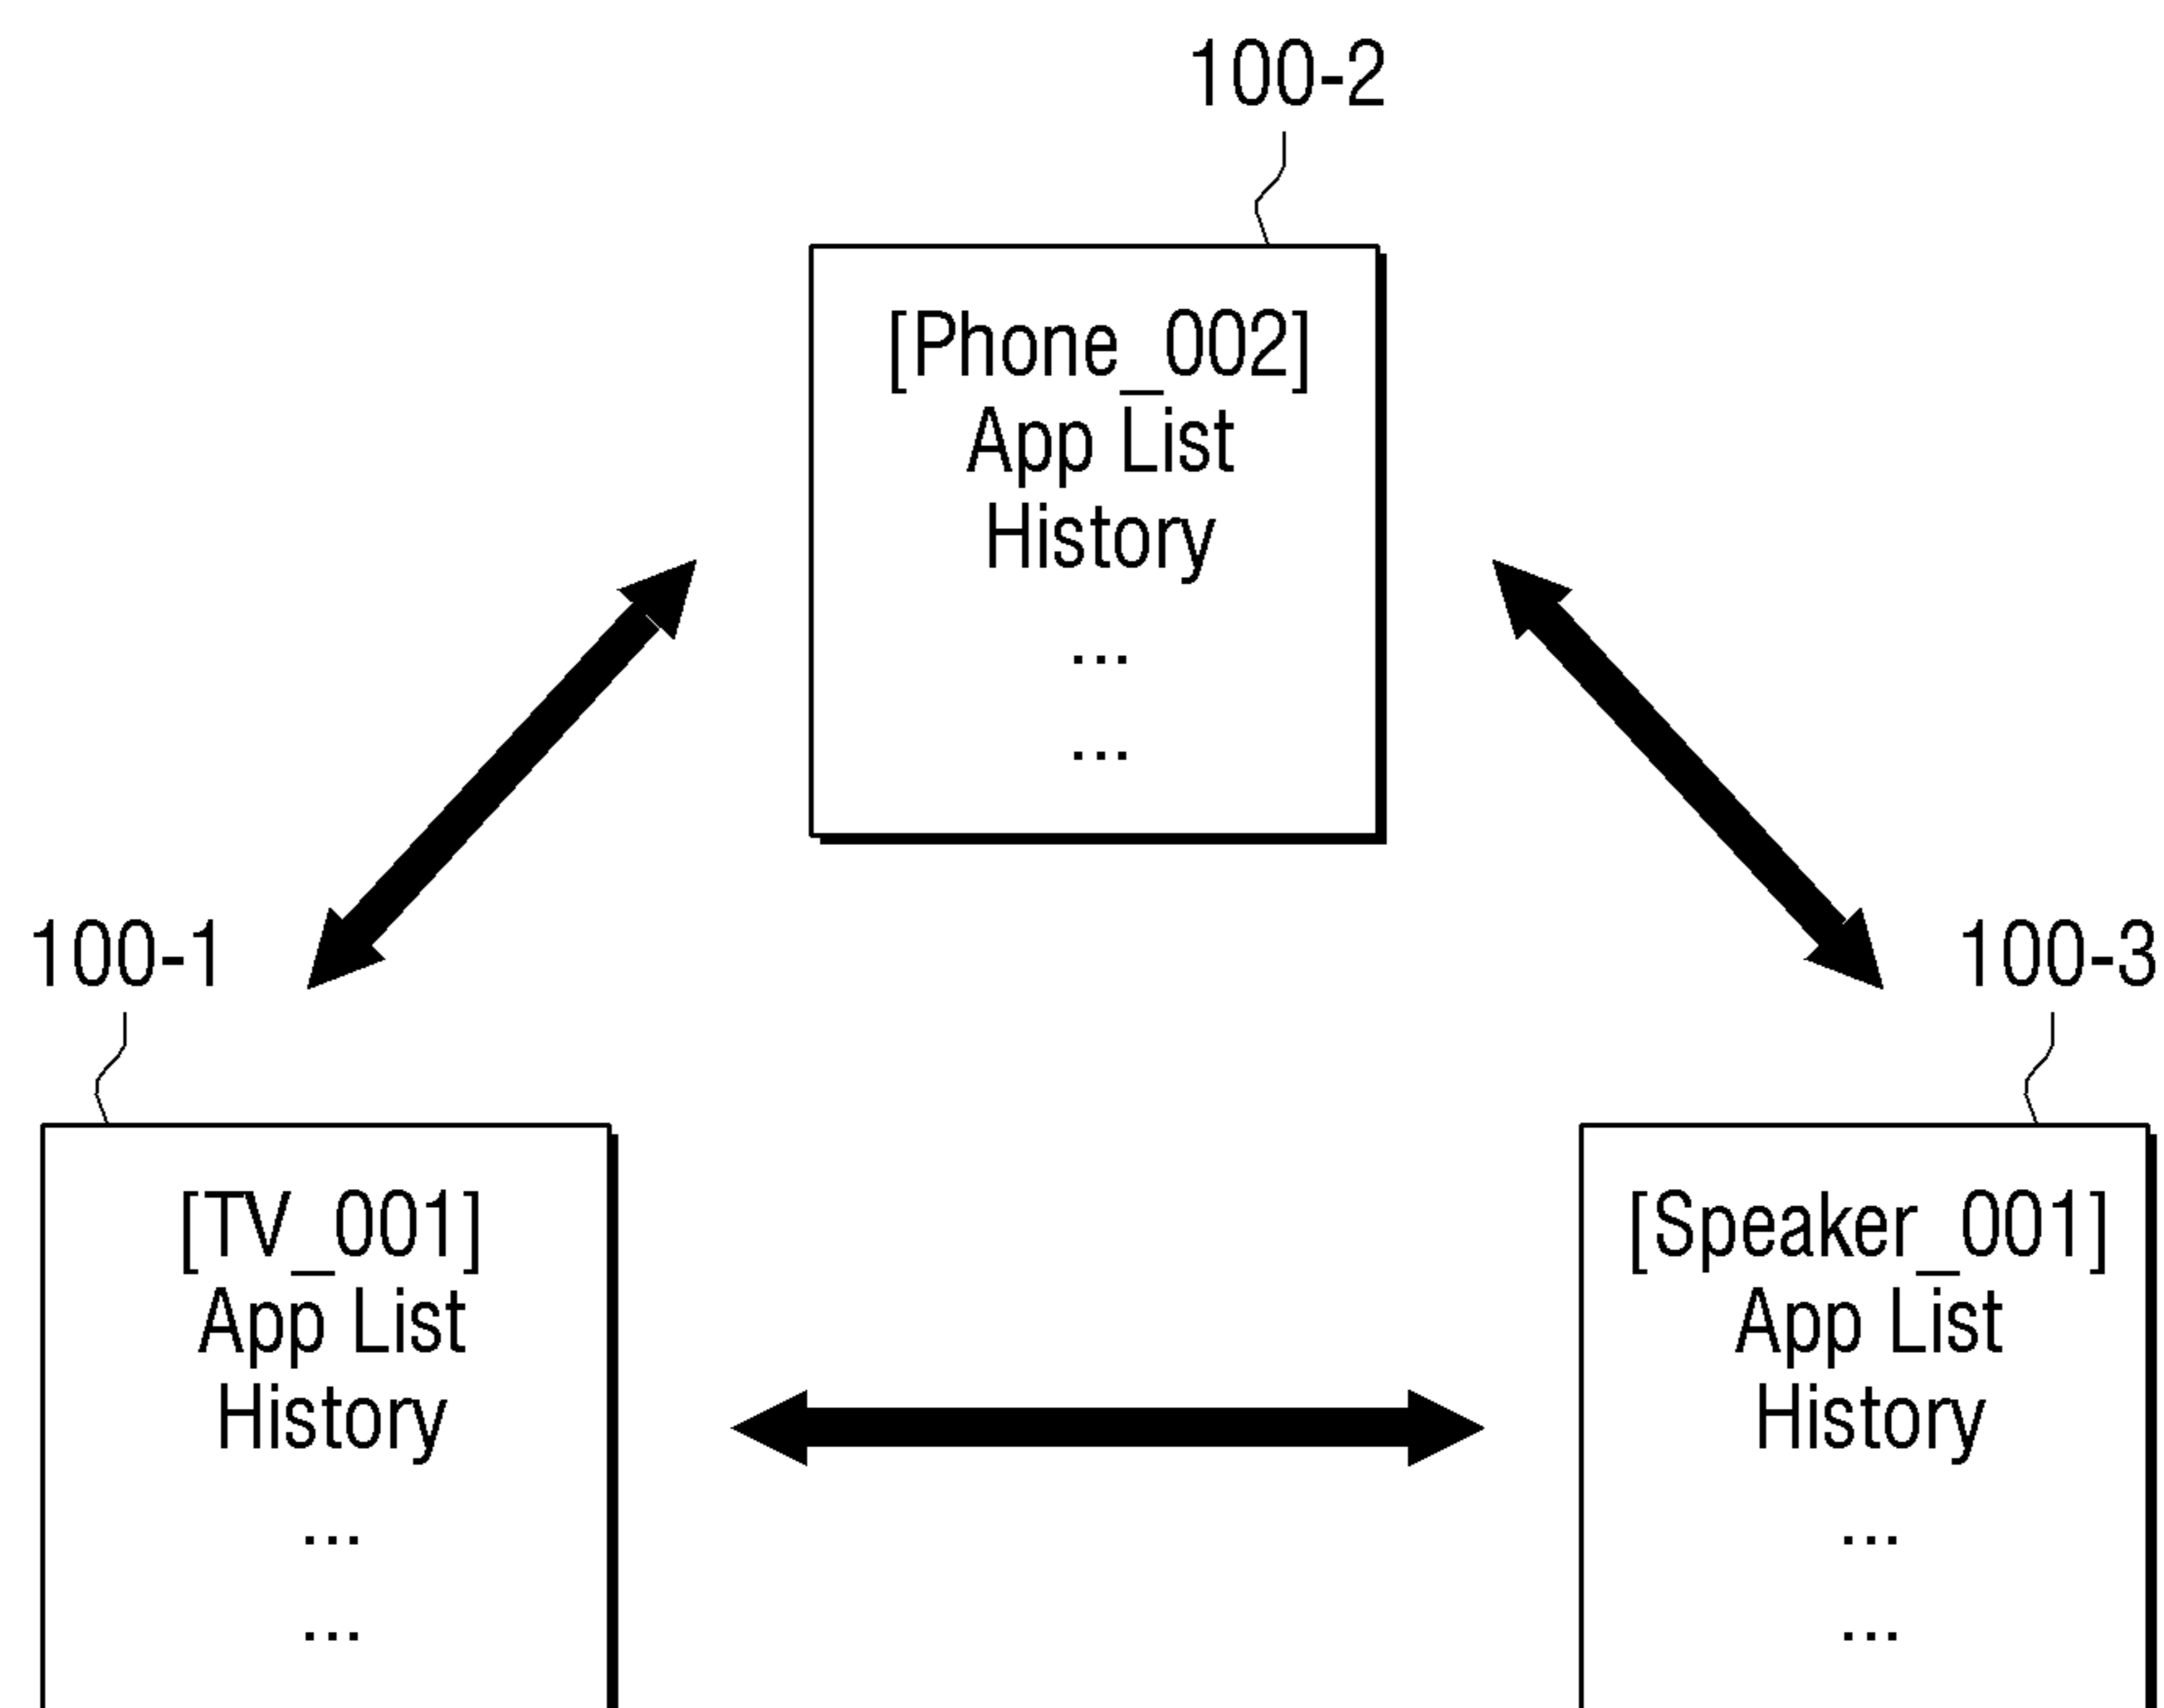 100-2
[Phone_002]
App List
History
...
...
100-1
100-3
[TV_001]
App List
History
...
...
[Speaker_001]
App List
History
...
...